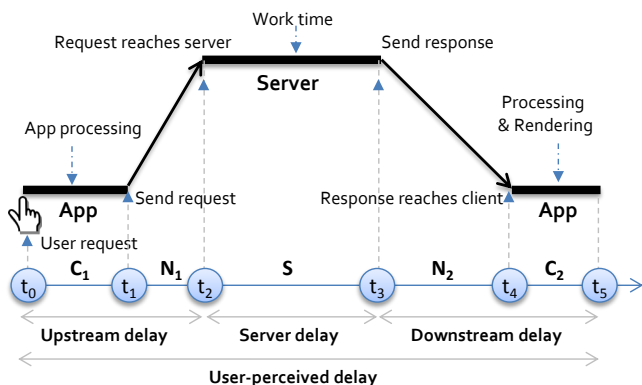 Work time
Request reaches server
Send response
Server
Processing
& Rendering
App processing
App
Send request
Response reaches client
App
User request
C1
N1
S
N2
C2
t0
t1
t2
t3
t4
t5
Upstream delay
Server delay
Downstream delay
User-perceived delay